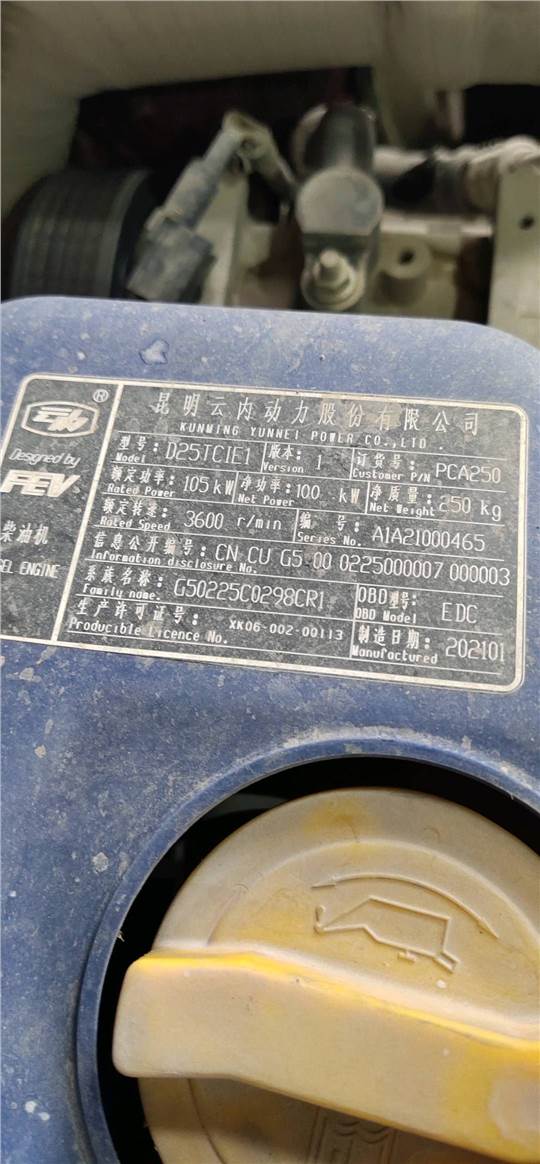 云内 ®
Designed by
FEV
柴油机
EL ENGINE
昆明云内动力股份有限公司
KUNMING YUNNEI POWER CO.,LTD.
型号: Model D25TCIE1 版本: Version 1 订货号: Customer P/N PCA250
额定功率: Rated Power 105 kW 净功率: Net Power 100 kW 净质量: Net Weight 250 kg
额定转速: Rated Speed 3600 r/min 编 号: Series No. A1A21000465
信息公开编号: Information disclosure No. CN CU G5 00 0225000007 000003
系族名称: Family name. G50225C0298CR1 OBD型号: OBD Model EDC
生产许可证号: Producible Licence No. XK06-002-00113 制造日期: Manufactured 202101